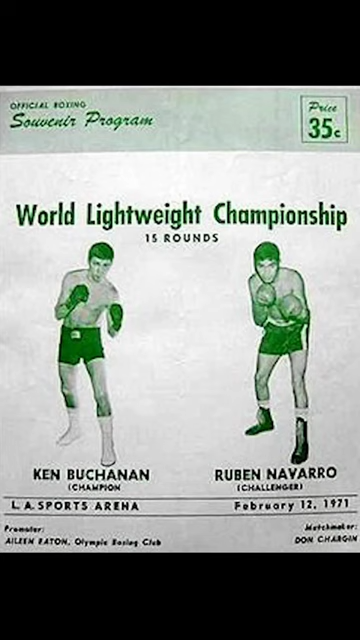 OFFICIAL BOXING
Souvenir Program
Price
35c
World Lightweight Championship
15 ROUNDS
KEN BUCHANAN
(CHAMPION
RUBEN NAVARRO
(CHALLENGER)
L.A. SPORTS ARENA
February 12, 1971
Promoter:
AILEEN EATON, Olympic Boxing Club
Matchmaker:
DON CHARGIN